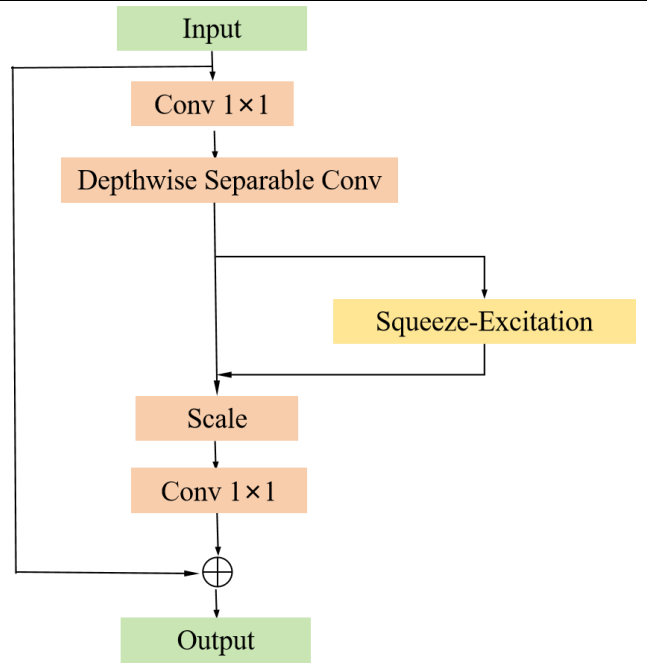 Input
Conv 1×1
Depthwise Separable Conv
Squeeze-Excitation
Scale
Conv 1×1
Output